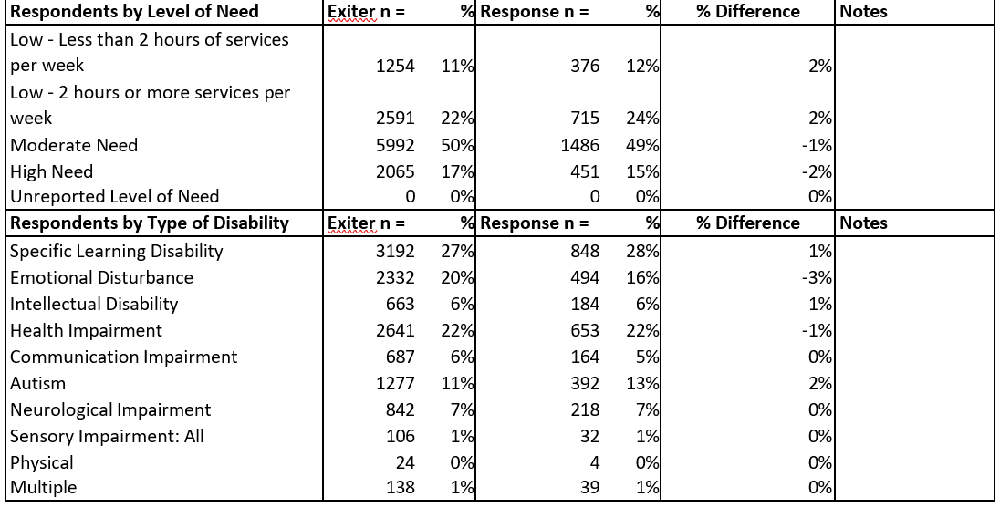 Respondents by Level of Need Exiter n = % Response n = % % Difference Notes
Low - Less than 2 hours of services
per week 1254 11% 376 12% 2%
Low - 2 hours or more services per
week 2591 22% 715 24% 2%
Moderate Need 5992 50% 1486 49% -1%
High Need 2065 17% 451 15% -2%
Unreported Level of Need 0 0% 0 0% 0%
Respondents by Type of Disability Exiter n = % Response n = % % Difference Notes
Specific Learning Disability 3192 27% 848 28% 1%
Emotional Disturbance 2332 20% 494 16% -3%
Intellectual Disability 663 6% 184 6% 1%
Health Impairment 2641 22% 653 22% -1%
Communication Impairment 687 6% 164 5% 0%
Autism 1277 11% 392 13% 2%
Neurological Impairment 842 7% 218 7% 0%
Sensory Impairment: All 106 1% 32 1% 0%
Physical 24 0% 4 0% 0%
Multiple 138 1% 39 1% 0%